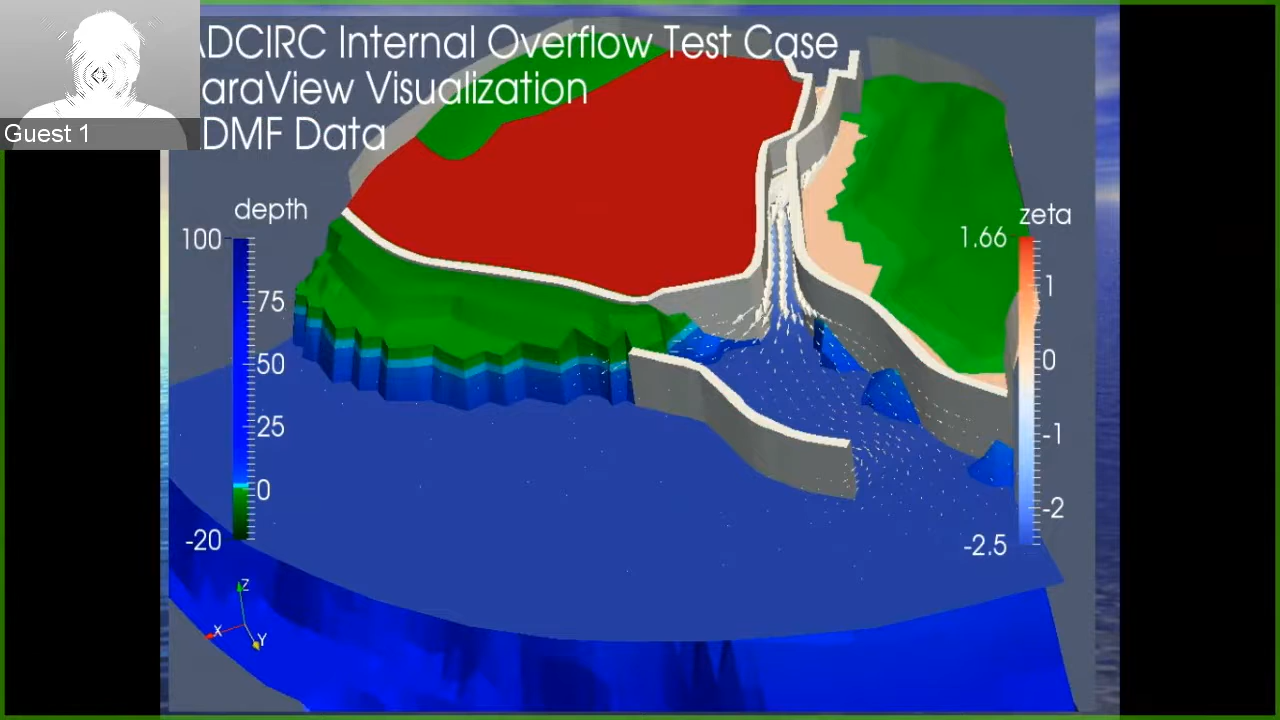 ADCIRC Internal Overflow Test Case
araView Visualization
DMF Data
Guest 1
depth
100
75
50
25
0
-20
zeta
1.66
1
0
-1
-2
-2.5
Z
X
Y